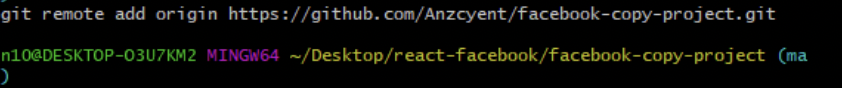 git remote add origin https://github.com/Anzcyent/facebook-copy-project.git
n10@DESKTOP-O3U7KM2 MINGW64 ~/Desktop/react-facebook/facebook-copy-project (ma
)